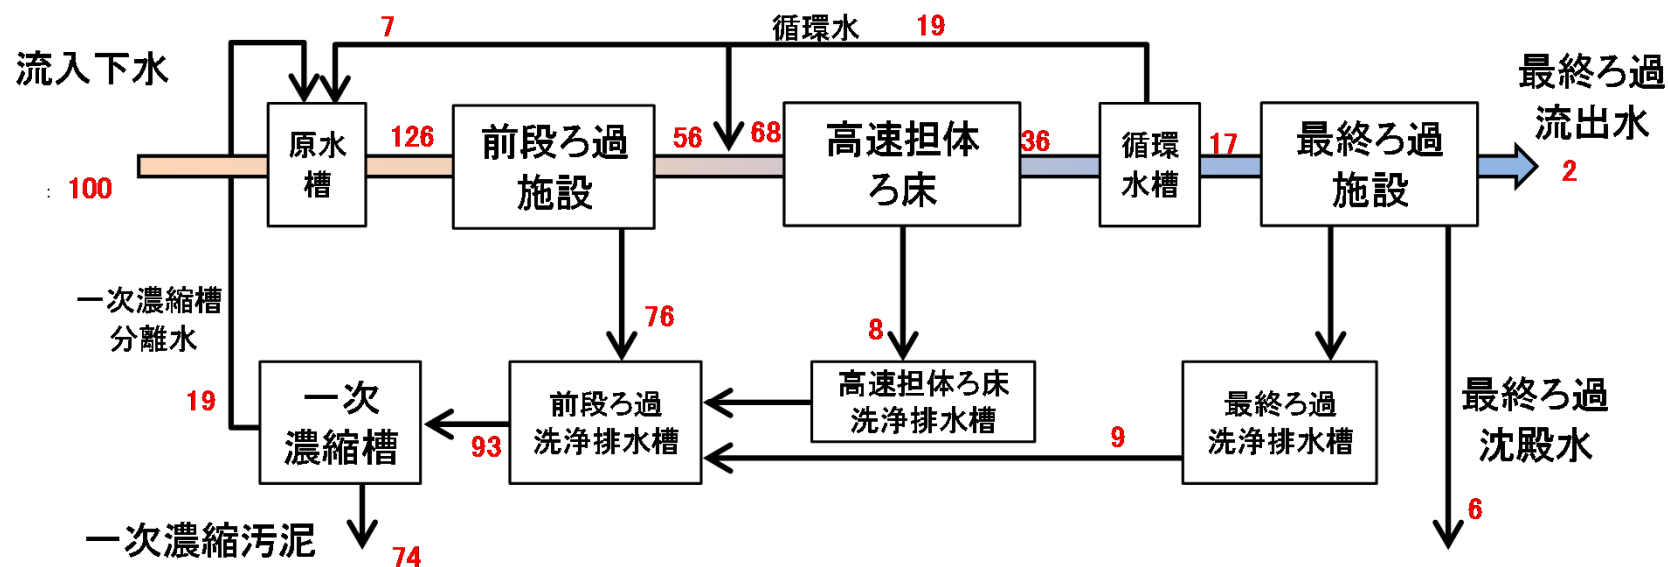 7
循環水
19
流入下水
最終ろ過
流出水
原水
槽
126
前段ろ過
施設
56
68
高速担体
ろ床
36
循環
水槽
17
最終ろ過
施設
2
:
100
一次濃縮槽
分離水
76
8
19
一次
濃縮槽
93
前段ろ過
洗浄排水槽
高速担体ろ床
洗浄排水槽
9
最終ろ過
洗浄排水槽
最終ろ過
沈殿水
6
一次濃縮汚泥
74